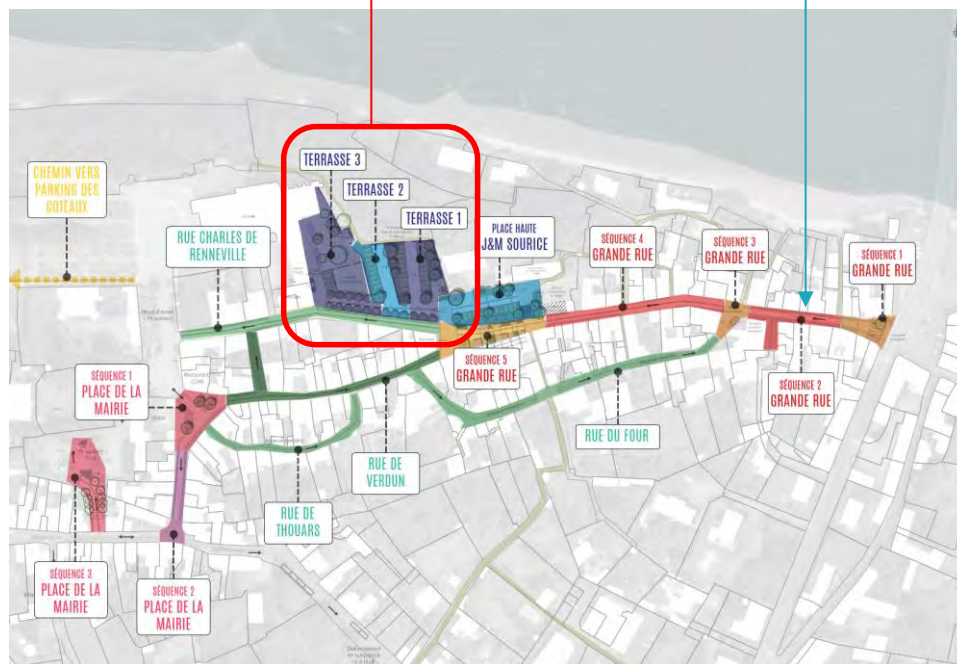 TERRASSE 3
TERRASSE 2
TERRASSE 1
CHEMIN VERS
PARKING DES
COTEAUX
RUE CHARLES DE
RENNEVILLE
PLACE HAUTE
J&M SOURICE
SÉQUENCE 4
GRANDE RUE
SÉQUENCE 3
GRANDE RUE
SÉQUENCE 1
GRANDE RUE
SÉQUENCE 5
GRANDE RUE
SÉQUENCE 2
GRANDE RUE
SÉQUENCE 1
PLACE DE LA
MAIRIE
RUE DU FOUR
RUE DE
VERDUN
RUE DE
THOUARS
SÉQUENCE 3
PLACE DE LA
MAIRIE
SÉQUENCE 2
PLACE DE LA
MAIRIE